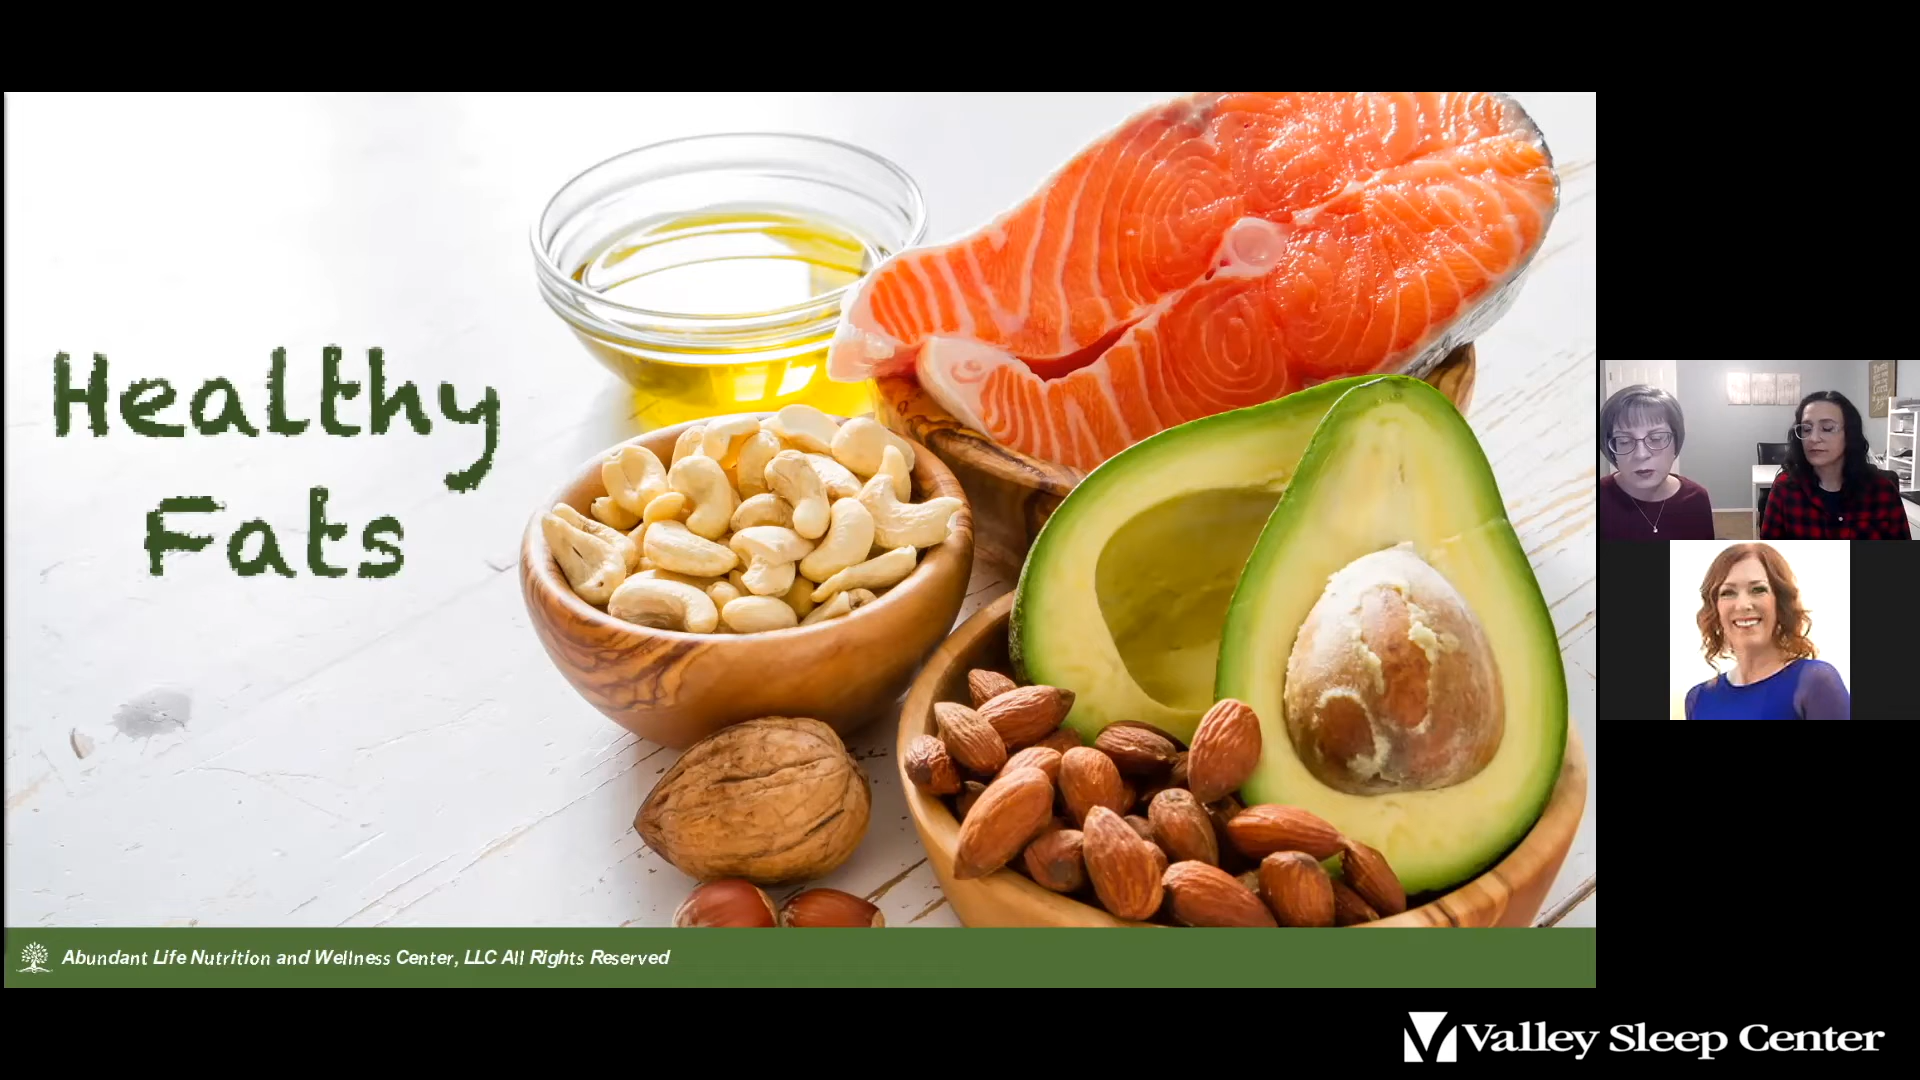 Healthy
Fats
Abundant Life Nutrition and Wellness Center, LLC All Rights Reserved
Valley Sleep Center